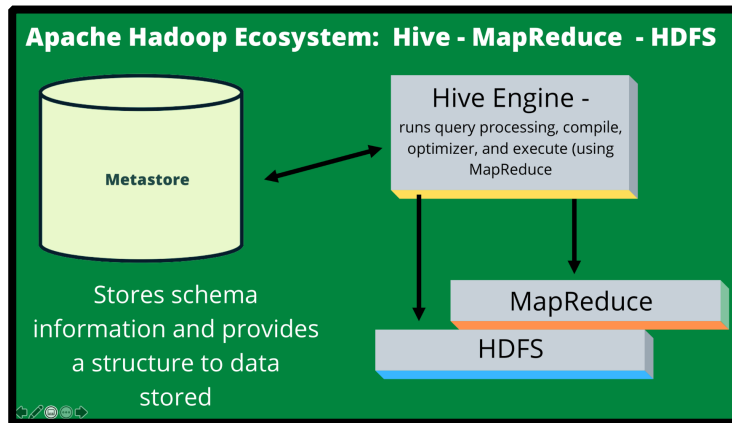 Apache Hadoop Ecosystem: Hive - MapReduce - HDFS
Metastore
Stores schema
information and provides
a structure to data
stored
Hive Engine -
runs query processing, compile,
optimizer, and execute (using
MapReduce
MapReduce
HDFS